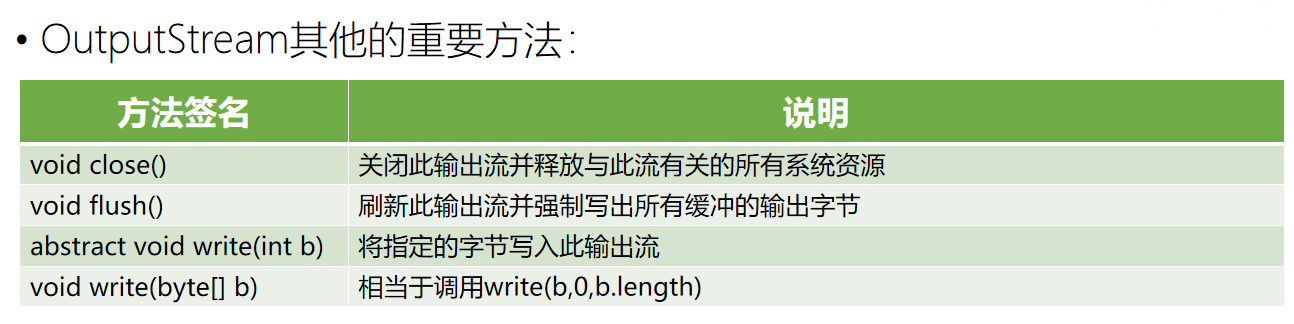 • OutputStream其他的重要方法：
方法签名 说明
void close() 关闭此输出流并释放与此流有关的所有系统资源
void flush() 刷新此输出流并强制写出所有缓冲的输出字节
abstract void write(int b) 将指定的字节写入此输出流
void write(byte[] b) 相当于调用write(b,0,b.length)